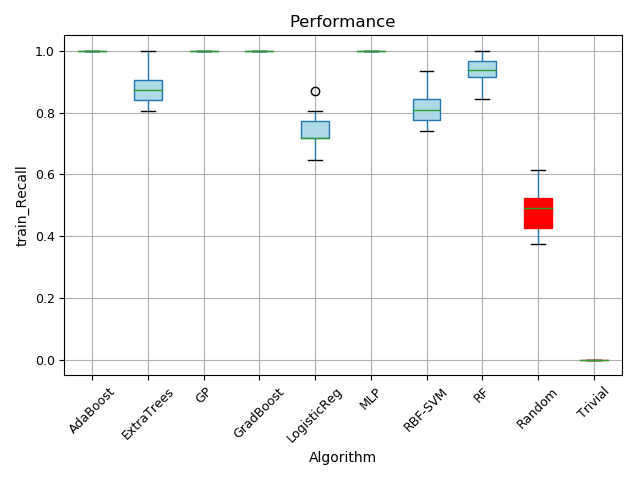 Performance
train_Recall
1.0
0.8
0.6
0.4
0.2
0.0
AdaBoost
ExtraTrees
GP
GradBoost
LogisticReg
MLP
RBF-SVM
RF
Random
Trivial
Algorithm